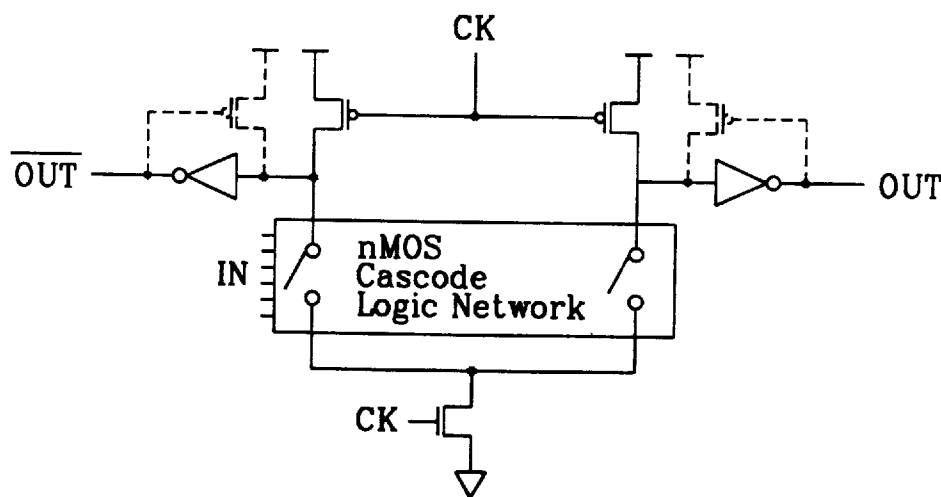 CK
OUT
OUT
IN
nMOS
Cascode
Logic Network
CK